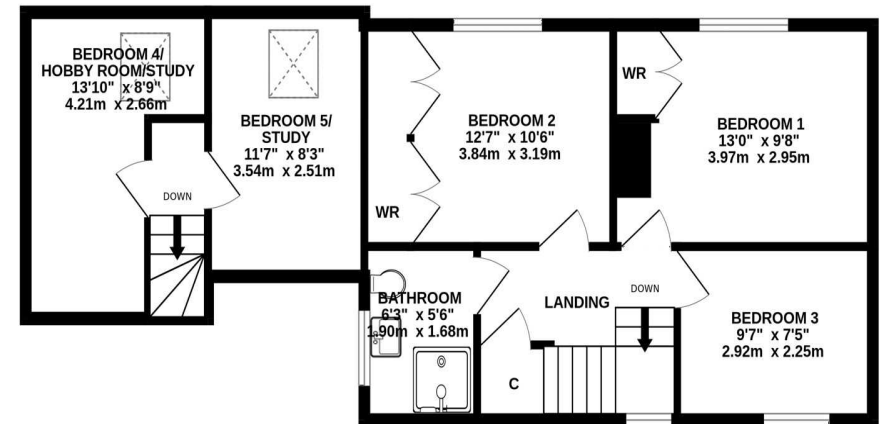 BEDROOM 4/
HOBBY ROOM/STUDY
13'10" x 8'9"
4.21m x 2.66m
DOWN
BEDROOM 5/
STUDY
11'7" x 8'3"
3.54m x 2.51m
BEDROOM 2
12'7" x 10'6"
3.84m x 3.19m
WR
WR
BEDROOM 1
13'0" x 9'8"
3.97m x 2.95m
BATHROOM
6'3" x 5'6"
1.90m x 1.68m
LANDING
DOWN
C
BEDROOM 3
9'7" x 7'5"
2.92m x 2.25m